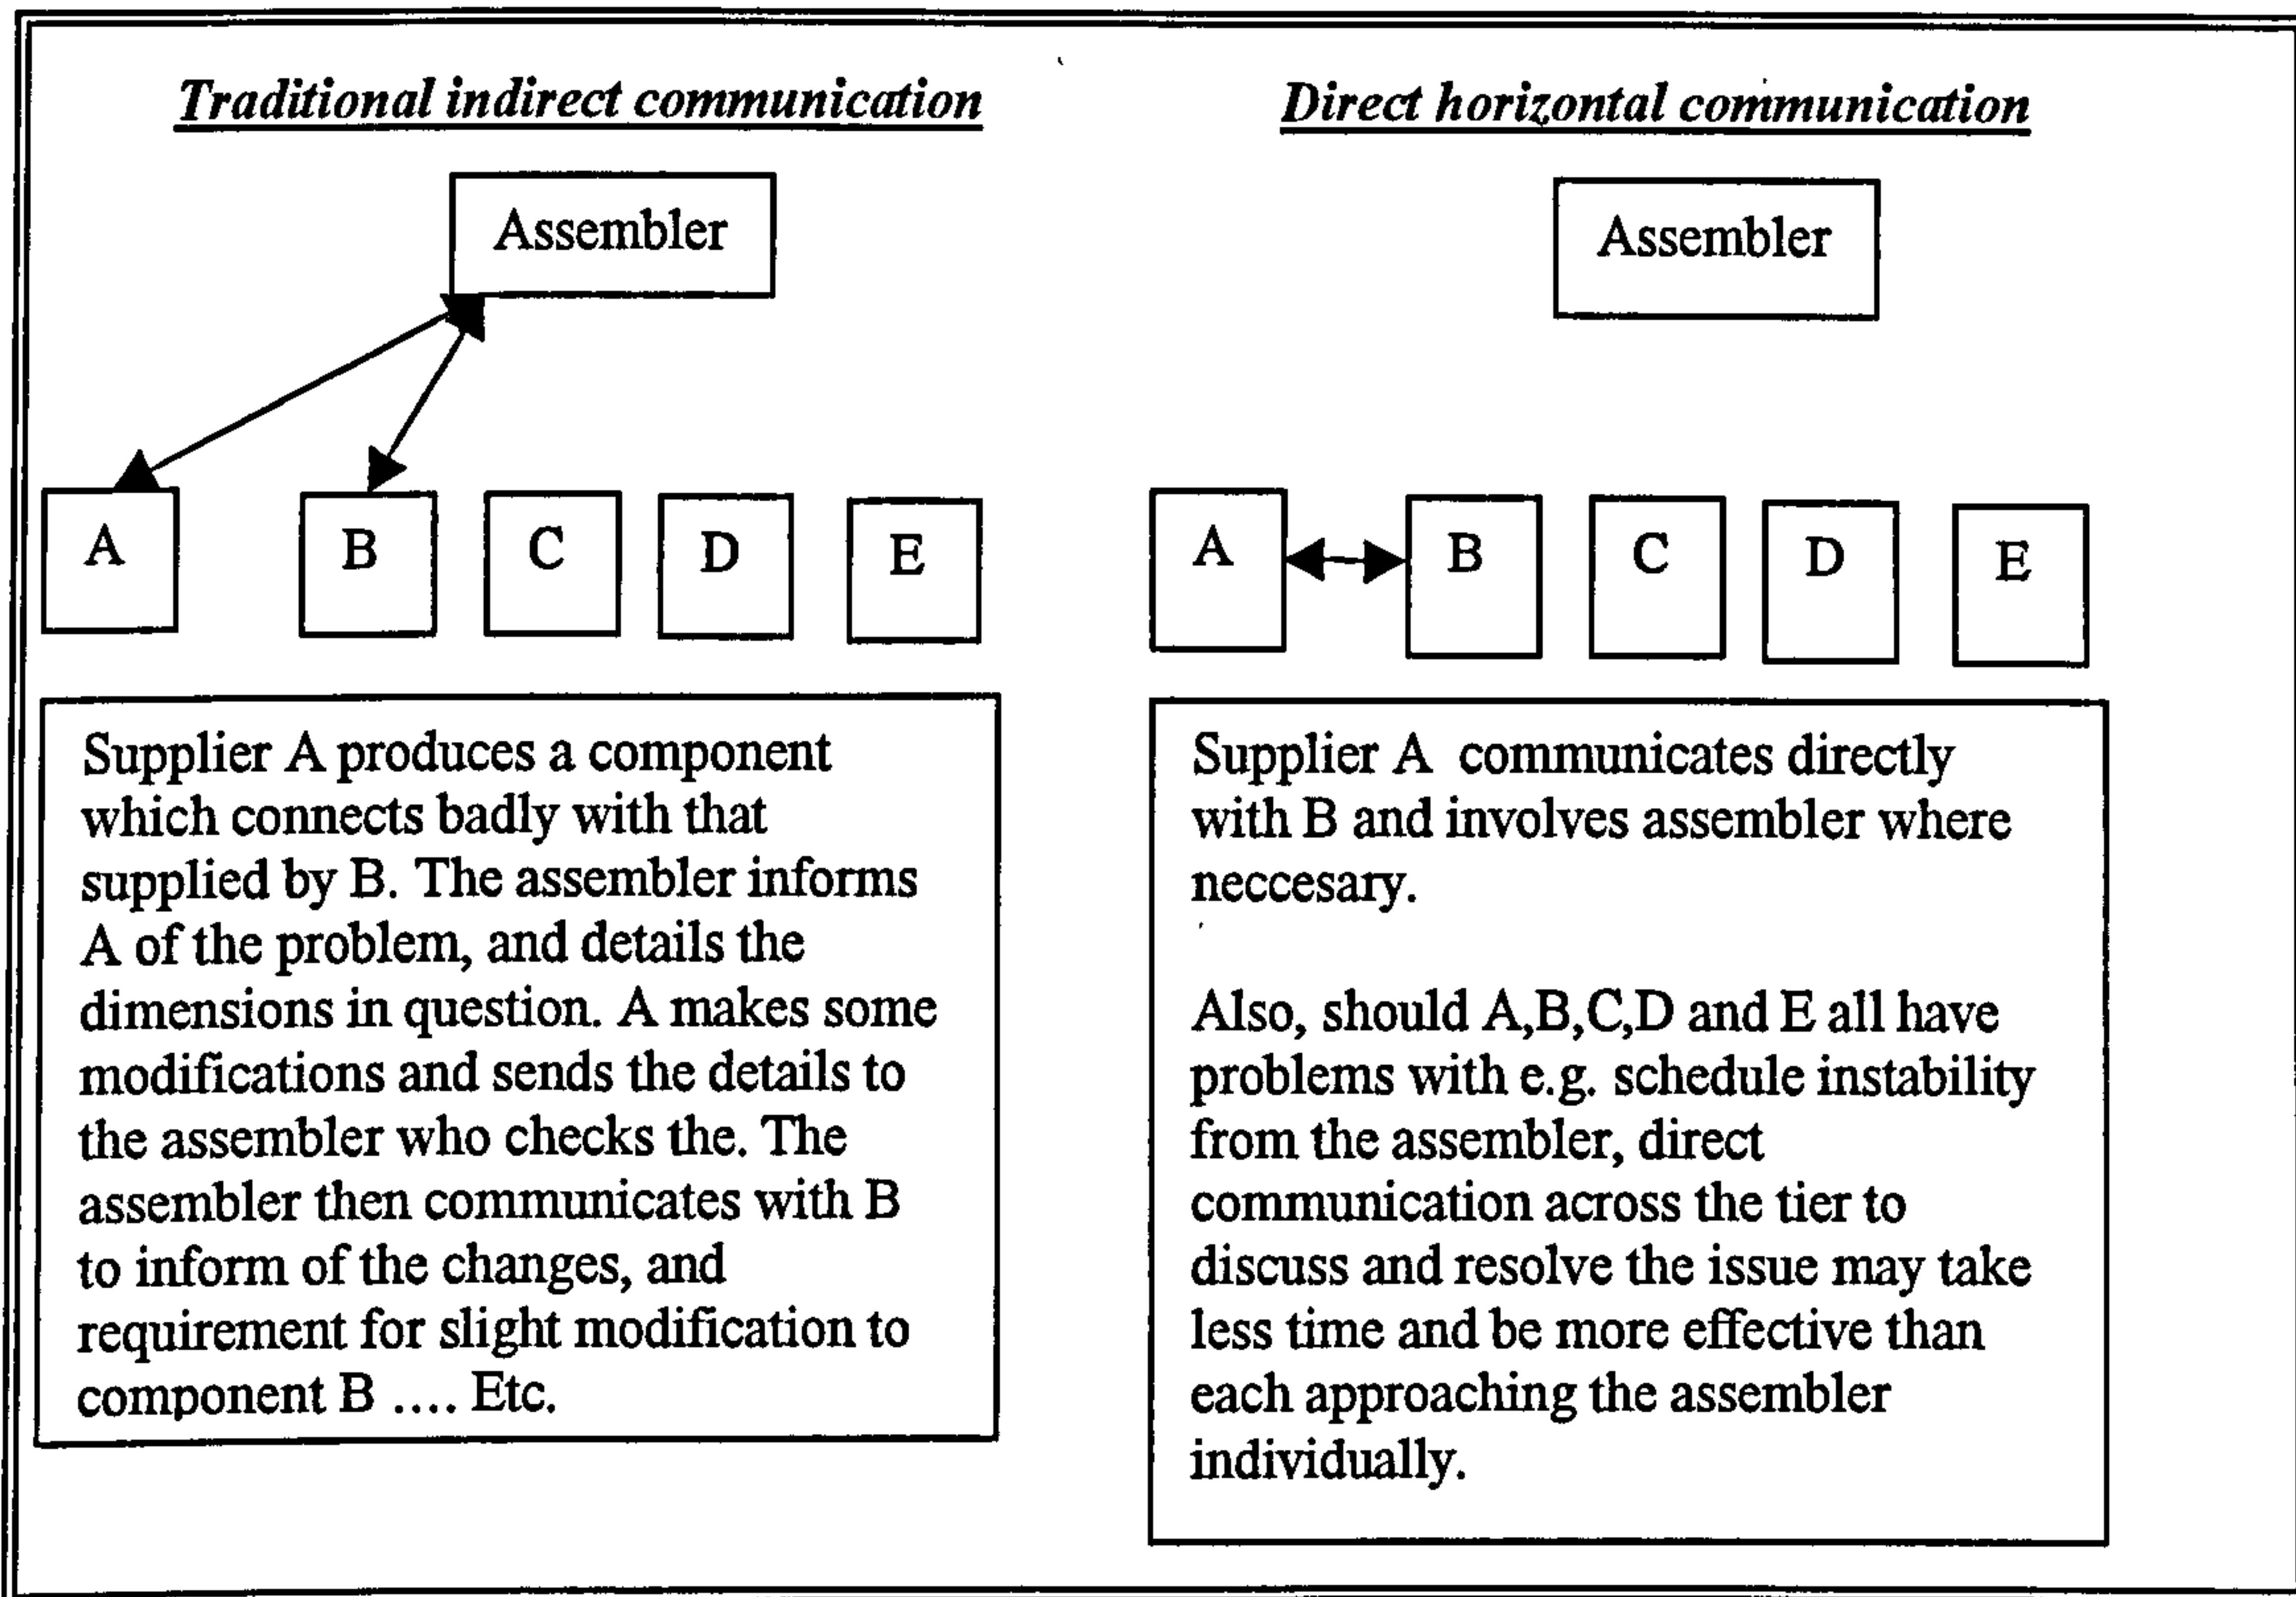 Traditional indirect communication
Assembler
A
B
C
D
E
Supplier A produces a component
which connects badly with that
supplied by B. The assembler informs
A of the problem, and details the
dimensions in question. A makes some
modifications and sends the details to
the assembler who checks the. The
assembler then communicates with B
to inform of the changes, and
requirement for slight modification to
component B .... Etc.
Direct horizontal communication
Assembler
A
B
C
D
E
Supplier A communicates directly
with B and involves assembler where
neccesary.
Also, should A,B,C,D and E all have
problems with e.g. schedule instability
from the assembler, direct
communication across the tier to
discuss and resolve the issue may take
less time and be more effective than
each approaching the assembler
individually.